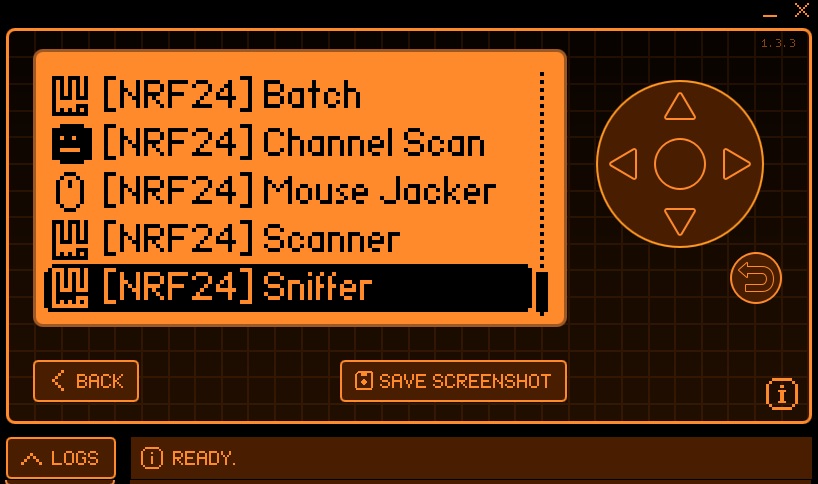 1.3.3
[NRF24] Batch
[NRF24] Channel Scan
[NRF24] Mouse Jacker
[NRF24] Scanner
[NRF24] Sniffer
BACK
SAVE SCREENSHOT
LOGS
READY.